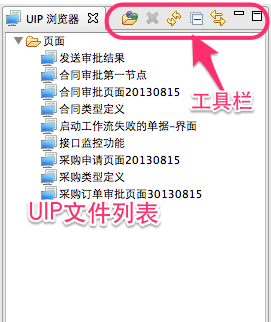 UIP 浏览器
工具栏
页面
发送审批结果
合同审批第一节点
合同审批页面20130815
合同类型定义
启动工作流失败的单据-界面
接口监控功能
采购申请页面20130815
采购类型定义
采购订单审批页面30130815
UIP文件列表